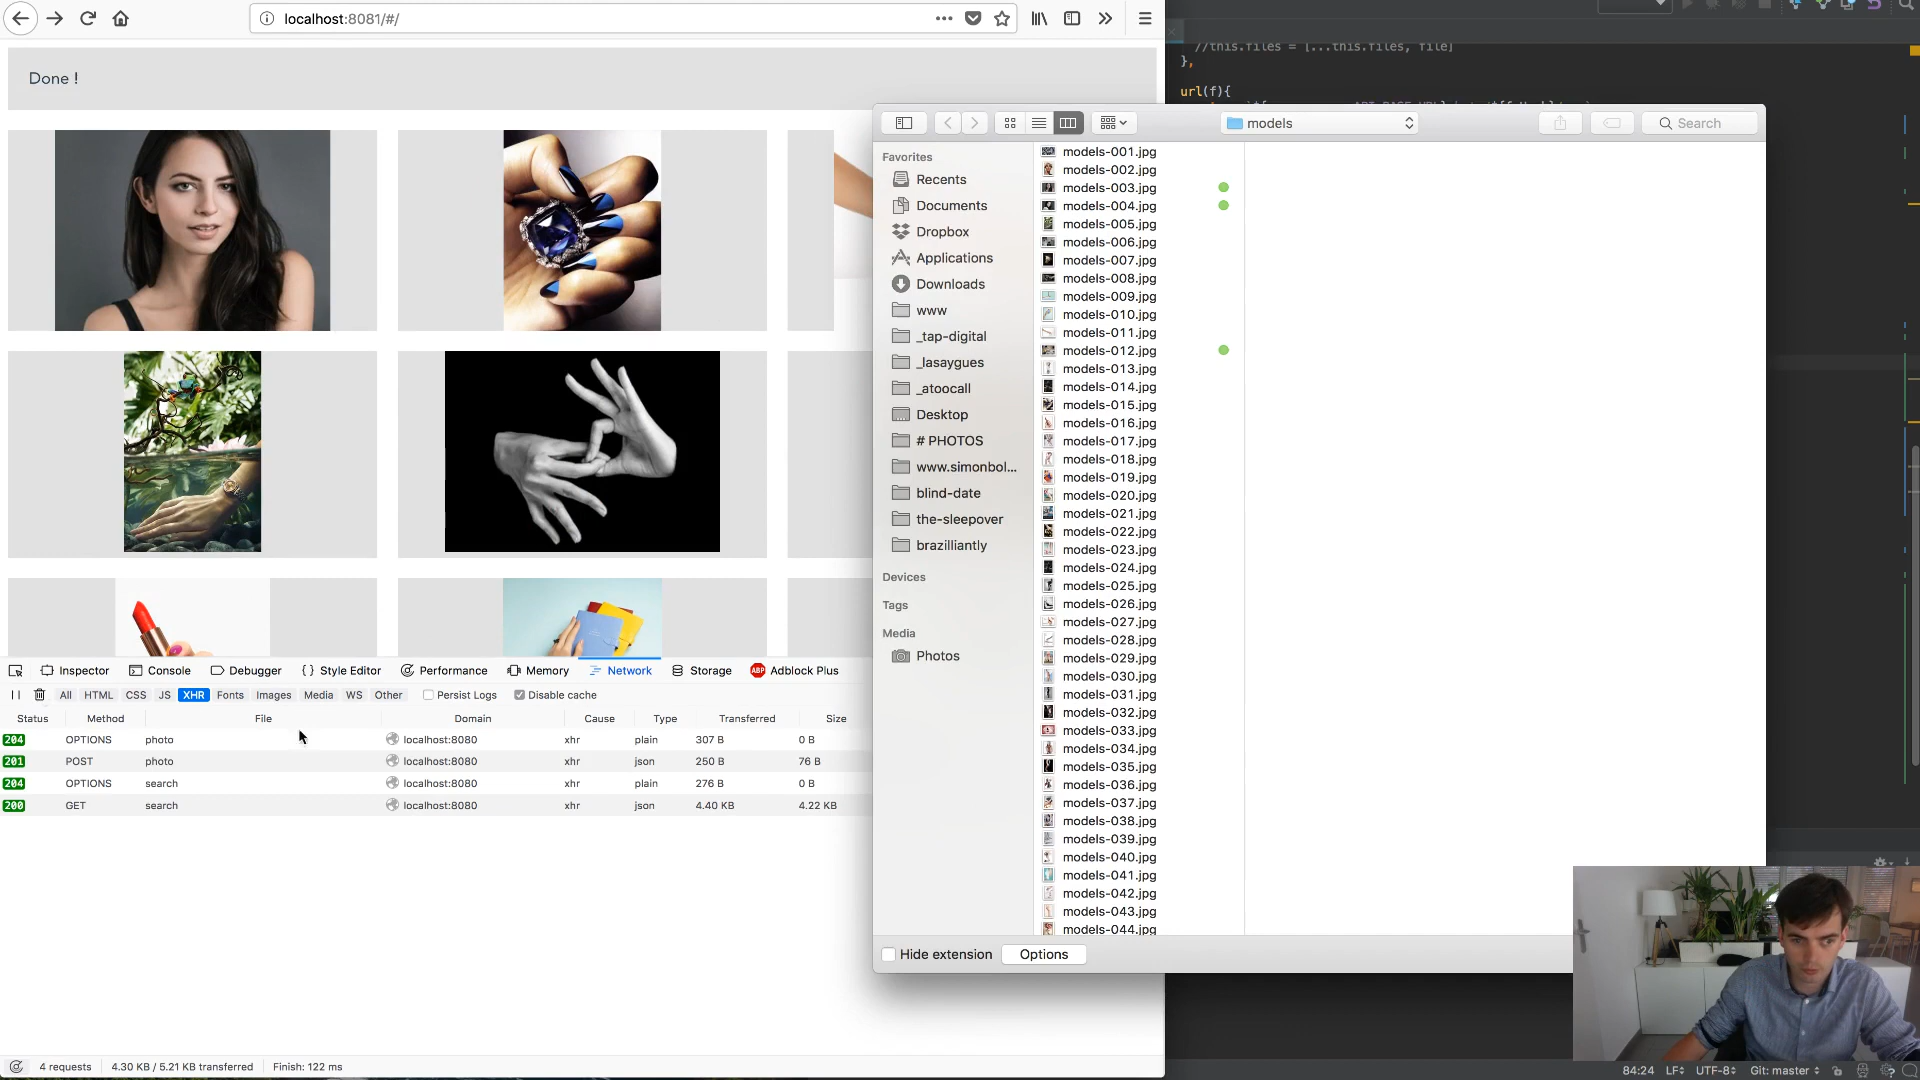 localhost:8081/#/
Done !
//this.files = [...this.files, file]
},
url(f){
models
Search
Favorites
Recents
Documents
Dropbox
Applications
Downloads
www
_tap-digital
_lasaygues
_atoocall
Desktop
# PHOTOS
www.simonbol...
blind-date
the-sleepover
brazilliantly
Devices
Tags
Media
Photos
models-001.jpg
models-002.jpg
models-003.jpg
models-004.jpg
models-005.jpg
models-006.jpg
models-007.jpg
models-008.jpg
models-009.jpg
models-010.jpg
models-011.jpg
models-012.jpg
models-013.jpg
models-014.jpg
models-015.jpg
models-016.jpg
models-017.jpg
models-018.jpg
models-019.jpg
models-020.jpg
models-021.jpg
models-022.jpg
models-023.jpg
models-024.jpg
models-025.jpg
models-026.jpg
models-027.jpg
models-028.jpg
models-029.jpg
models-030.jpg
models-031.jpg
models-032.jpg
models-033.jpg
models-034.jpg
models-035.jpg
models-036.jpg
models-037.jpg
models-038.jpg
models-039.jpg
models-040.jpg
models-041.jpg
models-042.jpg
models-043.jpg
models-044.jpg
Hide extension Options
Inspector Console Debugger {} Style Editor Performance Memory Network Storage ABP Adblock Plus
All HTML CSS JS XHR Fonts Images Media WS Other Persist Logs Disable cache
Status Method File Domain Cause Type Transferred Size
204 OPTIONS photo localhost:8080 xhr plain 307 B 0 B
201 POST photo localhost:8080 xhr json 250 B 76 B
204 OPTIONS search localhost:8080 xhr plain 276 B 0 B
200 GET search localhost:8080 xhr json 4.40 KB 4.22 KB
4 requests 4.30 KB / 5.21 KB transferred Finish: 122 ms
84:24 LF UTF-8 Git: master